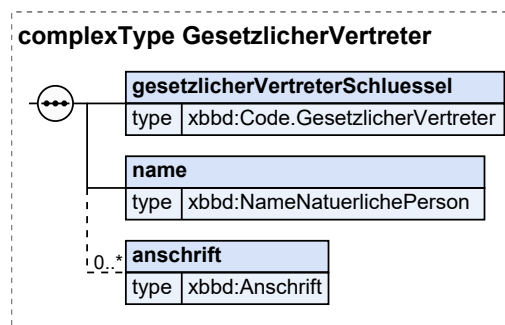 complexType GesetzlicherVertreter
gesetzlicherVertreterSchluessel
type xbbd:Code.GesetzlicherVertreter
name
type xbbd:NameNatuerlichePerson
0..* anschrift
type xbbd:Anschrift